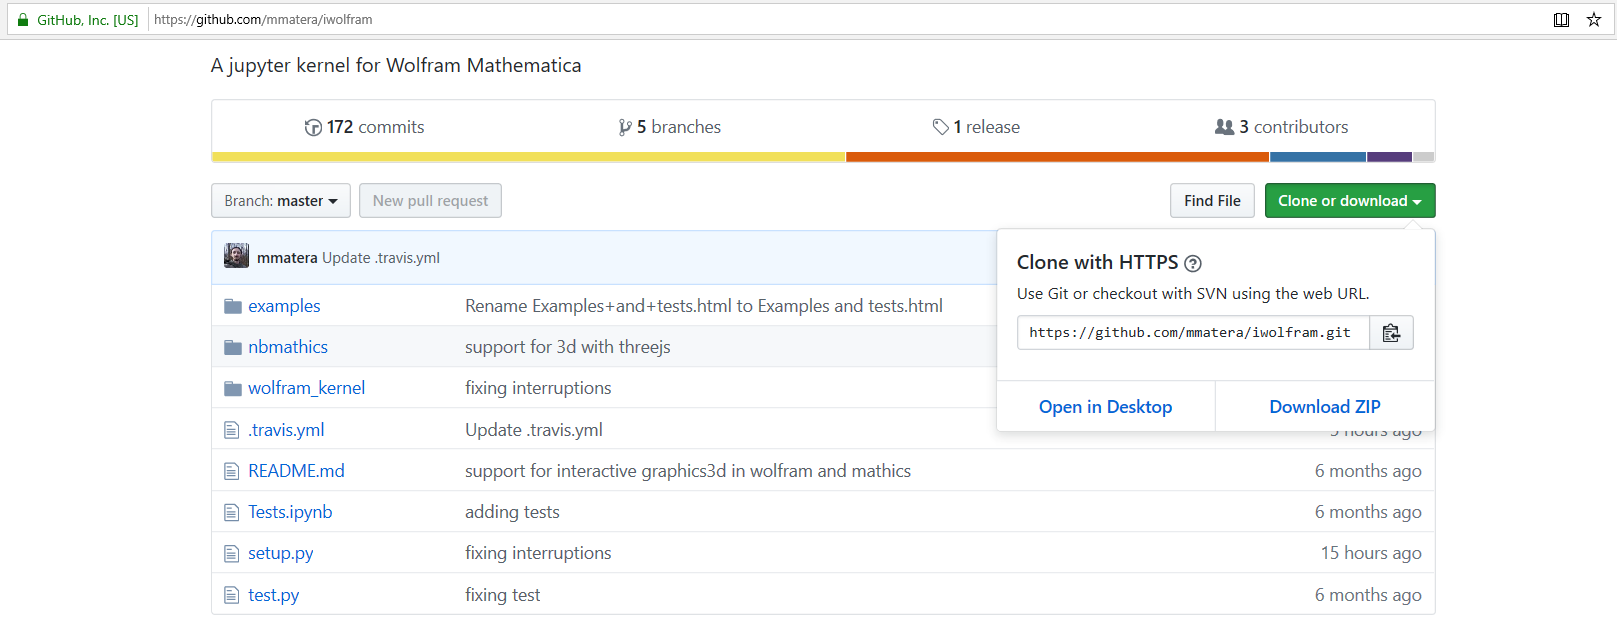 GitHub, Inc. [US] https://github.com/mmatera/iwolfram
A jupyter kernel for Wolfram Mathematica
172 commits 5 branches 1 release 3 contributors
Branch: master New pull request Find File Clone or download
mmatera Update .travis.yml
Clone with HTTPS ?
Use Git or checkout with SVN using the web URL.
https://github.com/mmatera/iwolfram.git
Open in Desktop Download ZIP
examples Rename Examples+and+tests.html to Examples and tests.html
nbmathics support for 3d with threejs
wolfram_kernel fixing interruptions
.travis.yml Update .travis.yml hours ago
README.md support for interactive graphics3d in wolfram and mathics 6 months ago
Tests.ipynb adding tests 6 months ago
setup.py fixing interruptions 15 hours ago
test.py fixing test 6 months ago